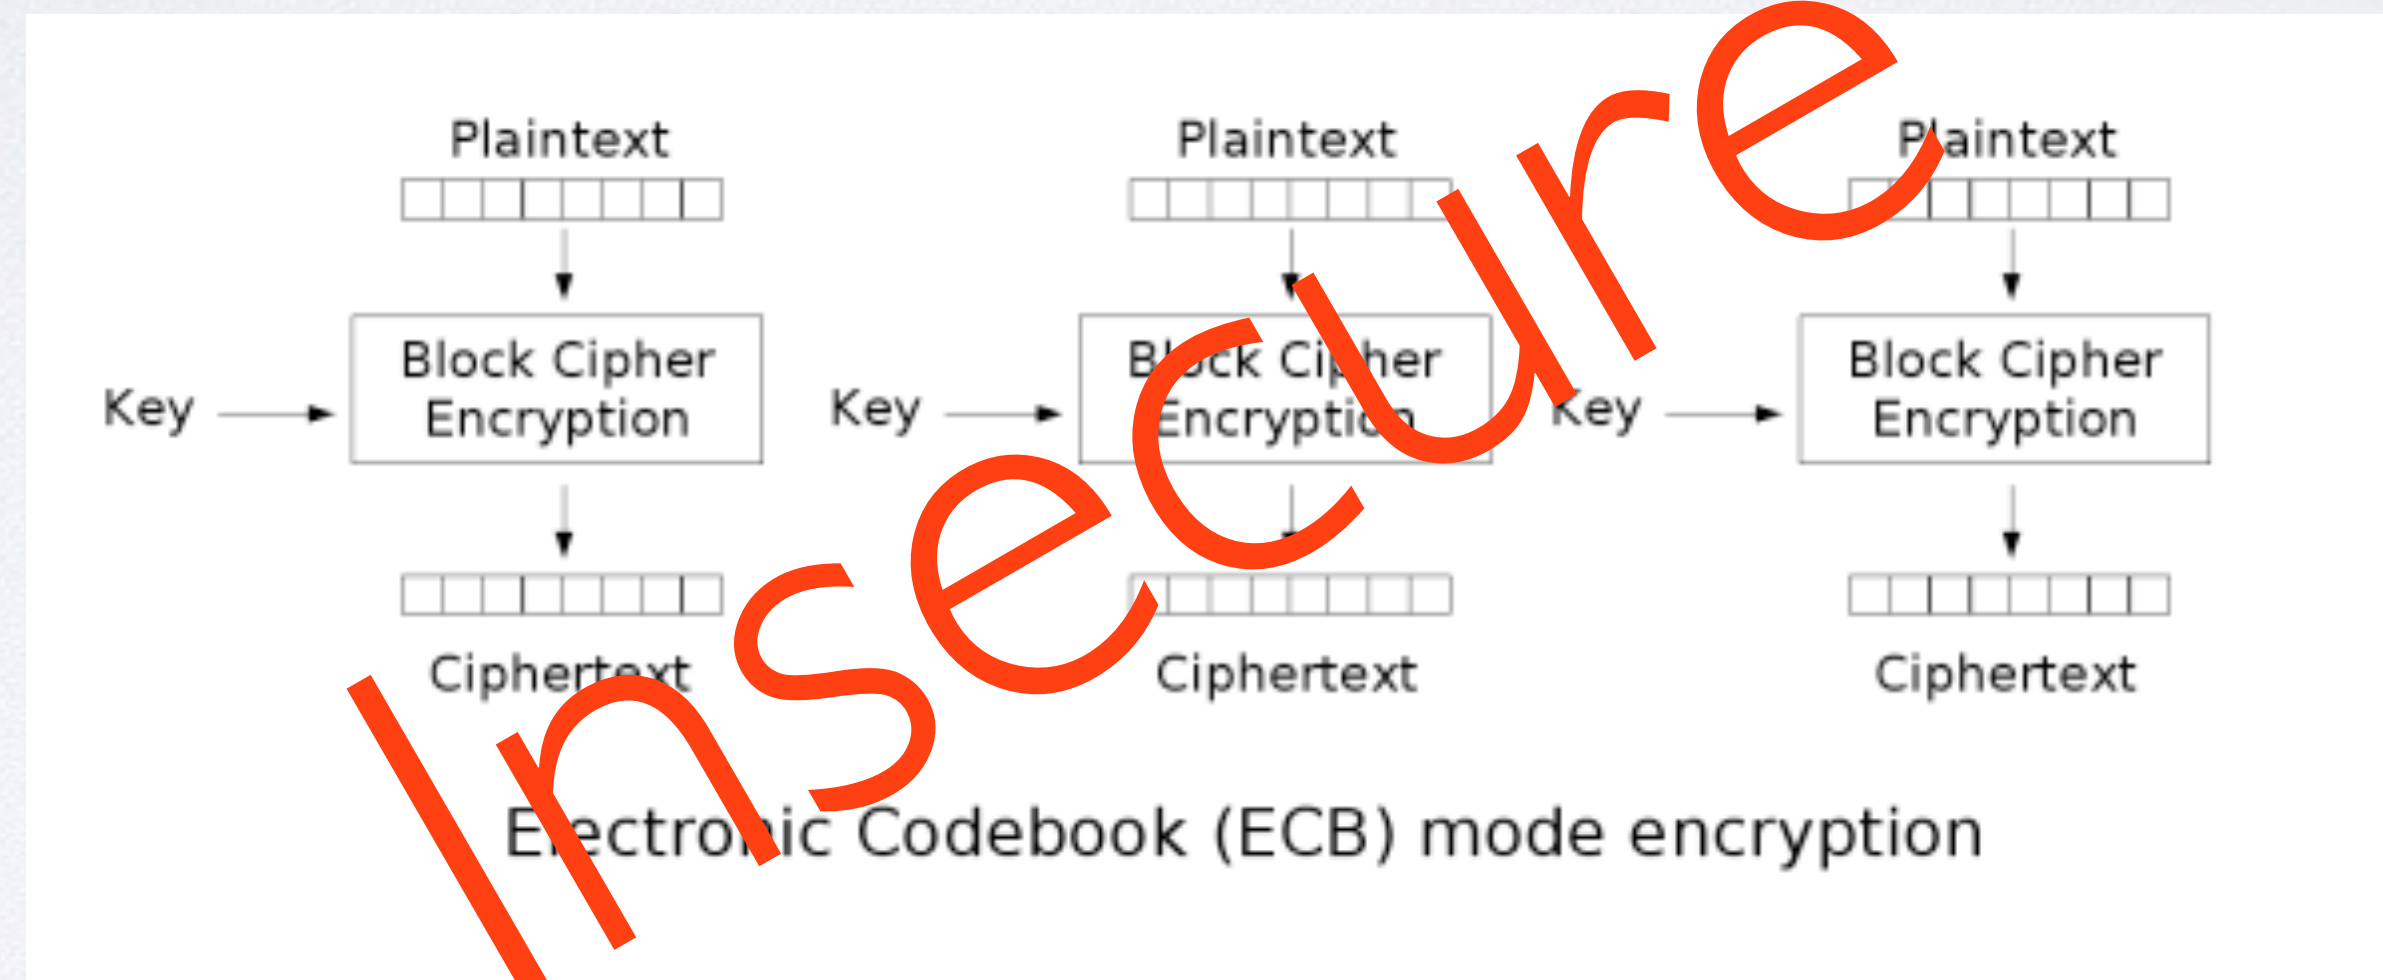 Plaintext Plaintext Plaintext
Block Cipher Block Cipher Block Cipher
Key Encryption Key Encryption Key Encryption
Ciphertext Ciphertext Ciphertext
Electronic Codebook (ECB) mode encryption
Insecure